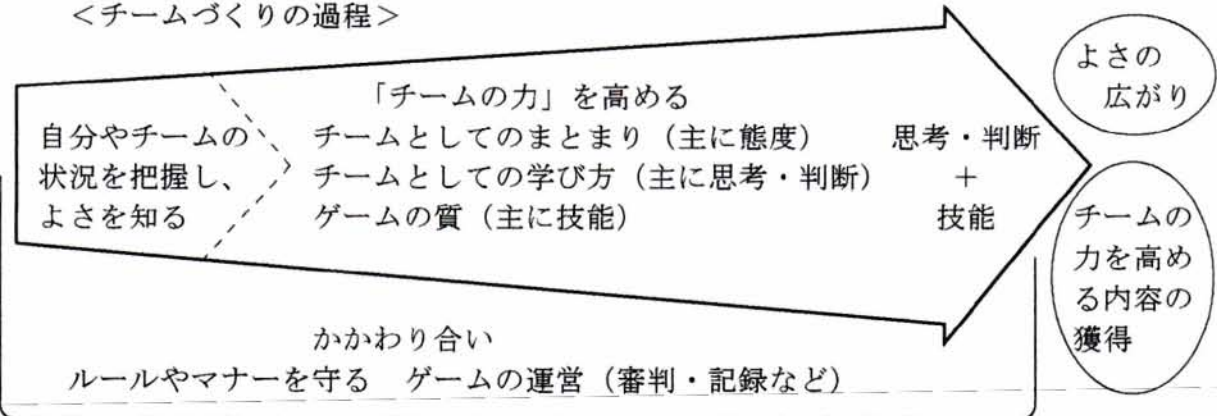 <チームづくりの過程>
「チームの力」を高める
自分やチームの
状況を把握し、
よさを知る
チームとしてのまとまり(主に態度)
チームとしての学び方(主に思考・判断)
ゲームの質(主に技能)
思考・判断
+
技能
よさの
広がり
チームの
力を高め
る内容の
獲得
かかわり合い
ルールやマナーを守る ゲームの運営(審判・記録など)